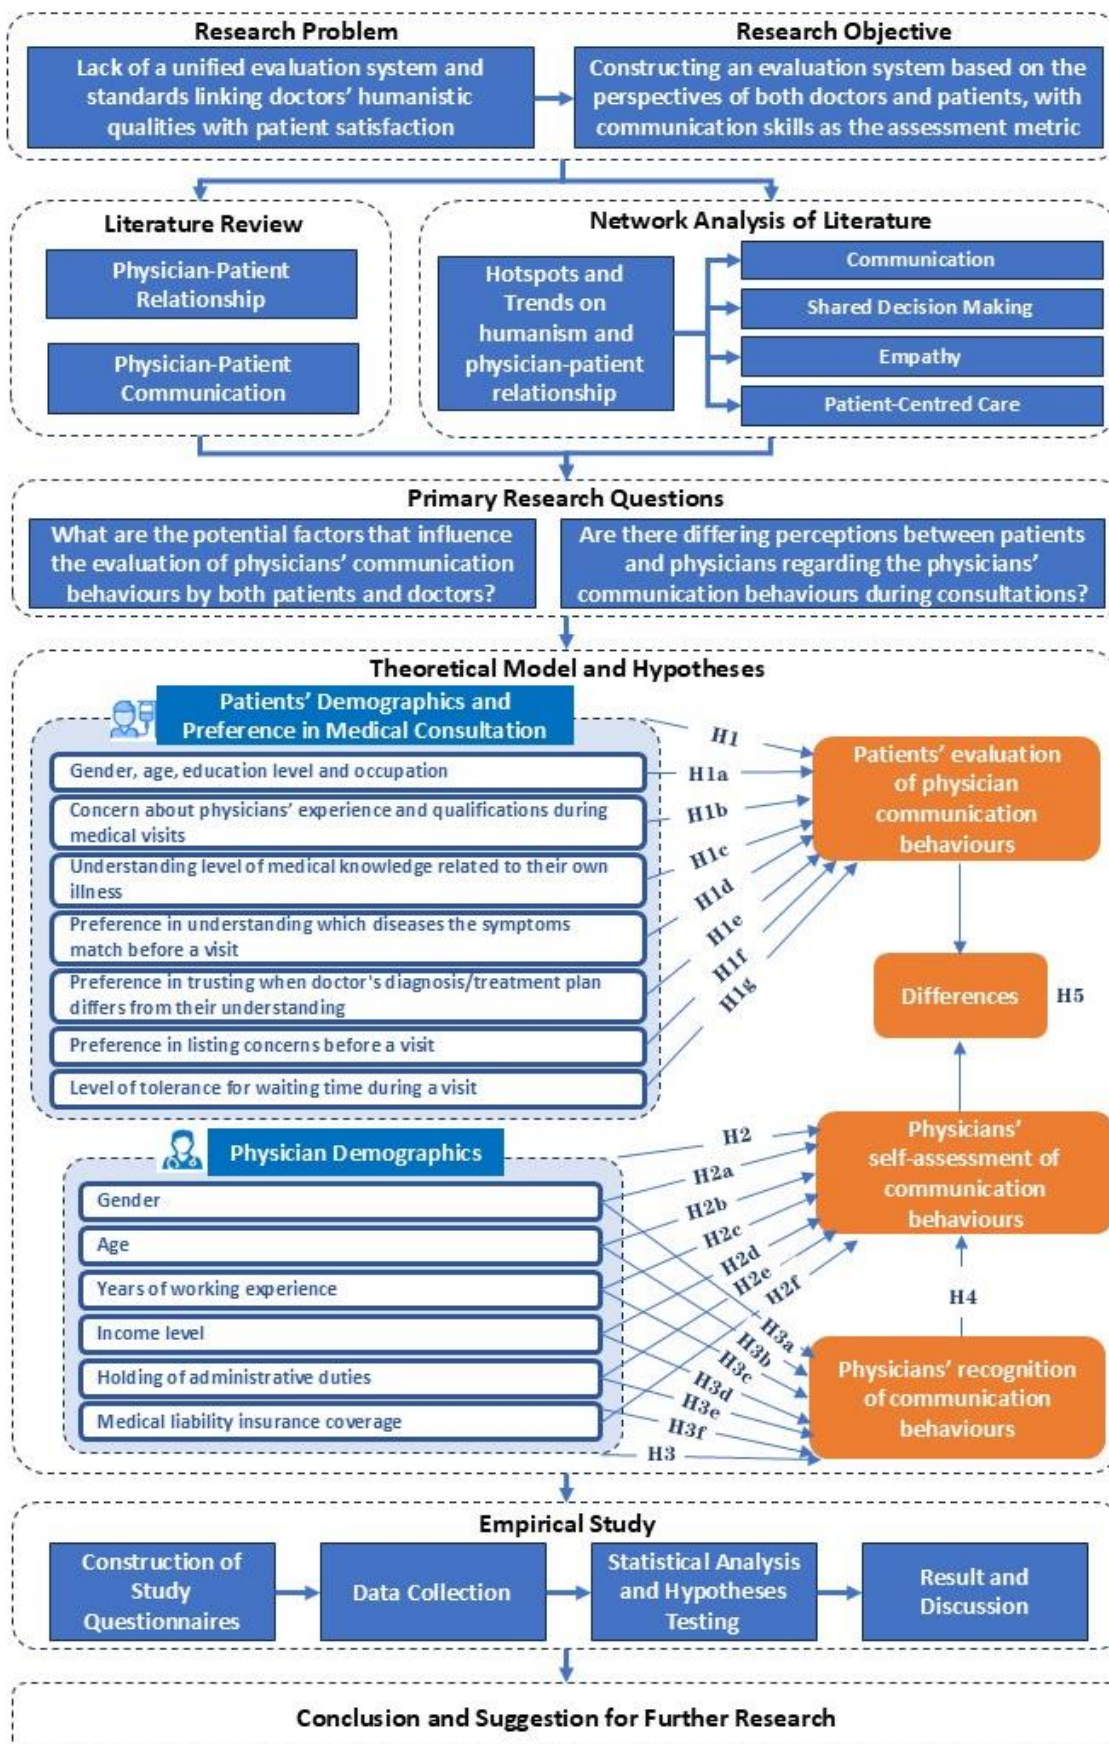 Research Problem
Lack of a unified evaluation system and
standards linking doctors' humanistic
qualities with patient satisfaction
Research Objective
Constructing an evaluation system based on the
perspectives of both doctors and patients, with
communication skills as the assessment metric
Literature Review
Physician-Patient
Relationship
Physician-Patient
Communication
Network Analysis of Literature
Hotspots and
Trends on
humanism and
physician-patient
relationship
Communication
Shared Decision Making
Empathy
Patient-Centred Care
Primary Research Questions
What are the potential factors that influence
the evaluation of physicians' communication
behaviours by both patients and doctors?
Are there differing perceptions between patients
and physicians regarding the physicians'
communication behaviours during consultations?
Theoretical Model and Hypotheses
Patients' Demographics and
Preference in Medical Consultation
Gender, age, education level and occupation
Concern about physicians' experience and qualifications during
medical visits
Understanding level of medical knowledge related to their own
illness
Preference in understanding which diseases the symptoms
match before a visit
Preference in trusting when doctor's diagnosis/treatment plan
differs from their understanding
Preference in listing concerns before a visit
Level of tolerance for waiting time during a visit
H1
H1a
H1b
H1c
H1d
H1e
H1f
H1g
Patients' evaluation
of physician
communication
behaviours
Differences
H5
Physician Demographics
Gender
Age
Years of working experience
Income level
Holding of administrative duties
Medical liability insurance coverage
H2
H2a
H2b
H2c
H2d
H2e
H2f
H3a
H3b
H3c
H3d
H3e
H3f
H3
Physicians'
self-assessment of
communication
behaviours
H4
Physicians' recognition
of communication
behaviours
Empirical Study
Construction of
Study
Questionnaires
Data Collection
Statistical Analysis
and Hypotheses
Testing
Result and
Discussion
Conclusion and Suggestion for Further Research